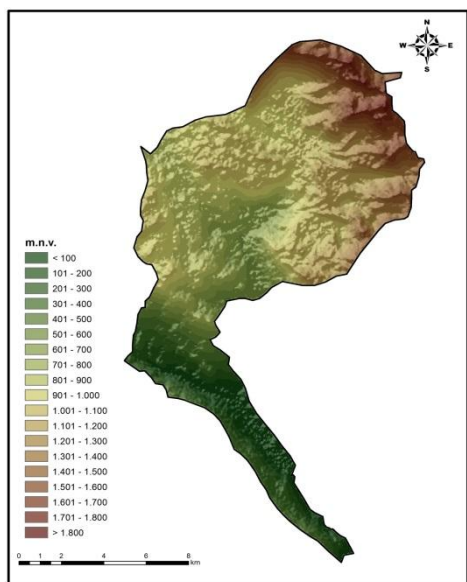 N
W E
S
m.n.v.
< 100
101 - 200
201 - 300
301 - 400
401 - 500
501 - 600
601 - 700
701 - 800
801 - 900
901 - 1.000
1.001 - 1.100
1.101 - 1.200
1.201 - 1.300
1.301 - 1.400
1.401 - 1.500
1.501 - 1.600
1.601 - 1.700
1.701 - 1.800
> 1.800
0 2 4 6 8
km